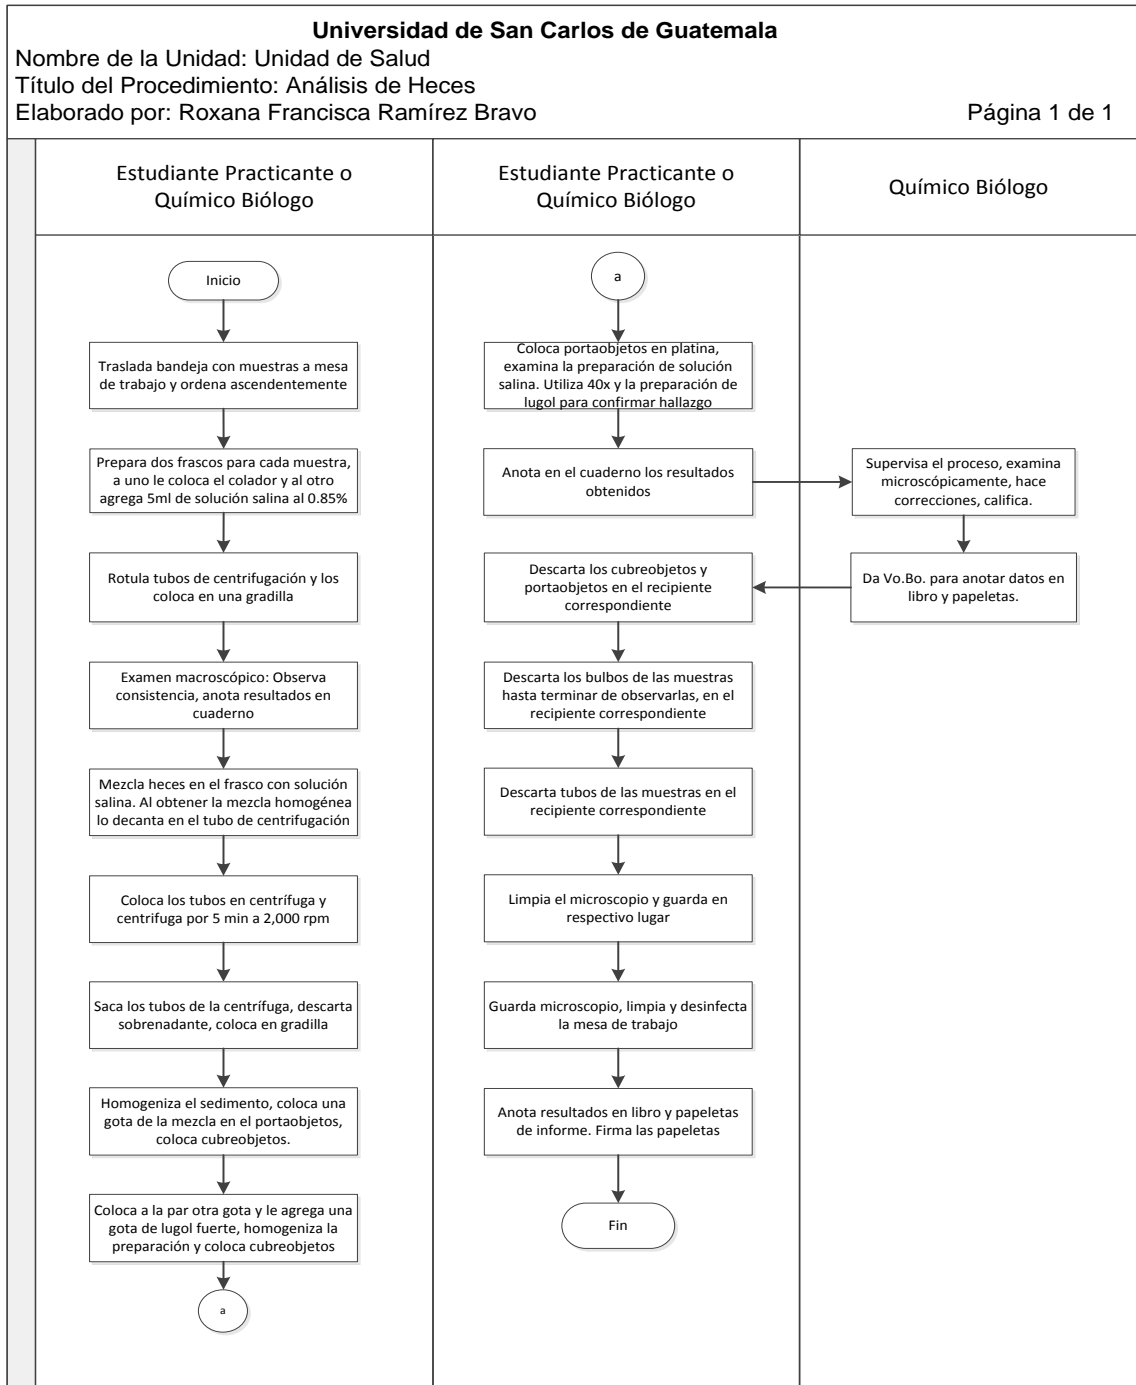 Universidad de San Carlos de Guatemala
Nombre de la Unidad: Unidad de Salud
Título del Procedimiento: Análisis de Heces
Elaborado por: Roxana Francisca Ramírez Bravo
Página 1 de 1
Estudiante Practicante o
Químico Biólogo
Estudiante Practicante o
Químico Biólogo
Químico Biólogo
Inicio
Traslada bandeja con muestras a mesa
de trabajo y ordena ascendentemente
Prepara dos frascos para cada muestra,
a uno le coloca el colador y al otro
agrega 5ml de solución salina al 0.85%
Rotula tubos de centrifugación y los
coloca en una gradilla
Examen macroscópico: Observa
consistencia, anota resultados en
cuaderno
Mezcla heces en el frasco con solución
salina. Al obtener la mezcla homogénea
lo decanta en el tubo de centrifugación
Coloca los tubos en centrífuga y
centrifuga por 5 min a 2,000 rpm
Saca los tubos de la centrífuga, descarta
sobrenadante, coloca en gradilla
Homogeniza el sedimento, coloca una
gota de la mezcla en el portaobjetos,
coloca cubreobjetos.
Coloca a la par otra gota y le agrega una
gota de lugol fuerte, homogeniza la
preparación y coloca cubreobjetos
a
a
Coloca portaobjetos en platina,
examina la preparación de solución
salina. Utiliza 40x y la preparación de
lugol para confirmar hallazgo
Anota en el cuaderno los resultados
obtenidos
Supervisa el proceso, examina
microscópicamente, hace
correcciones, califica.
Da Vo.Bo. para anotar datos en
libro y papeletas.
Descarta los cubreobjetos y
portaobjetos en el recipiente
correspondiente
Descarta los bulbos de las muestras
hasta terminar de observarlas, en el
recipiente correspondiente
Descarta tubos de las muestras en el
recipiente correspondiente
Limpia el microscopio y guarda en
respectivo lugar
Guarda microscopio, limpia y desinfecta
la mesa de trabajo
Anota resultados en libro y papeletas
de informe. Firma las papeletas
Fin